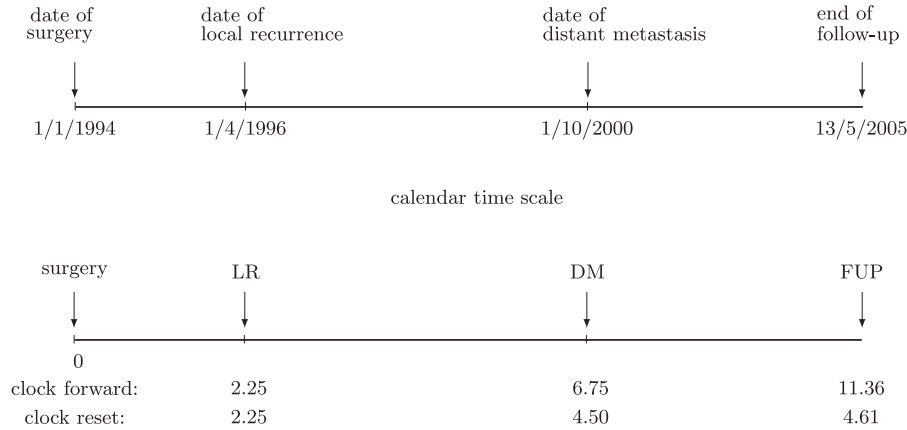 date of surgery
date of local recurrence
date of distant metastasis
end of follow-up
1/1/1994 1/4/1996 1/10/2000 13/5/2005
calendar time scale
surgery LR DM FUP
0
clock forward: 2.25 6.75 11.36
clock reset: 2.25 4.50 4.61